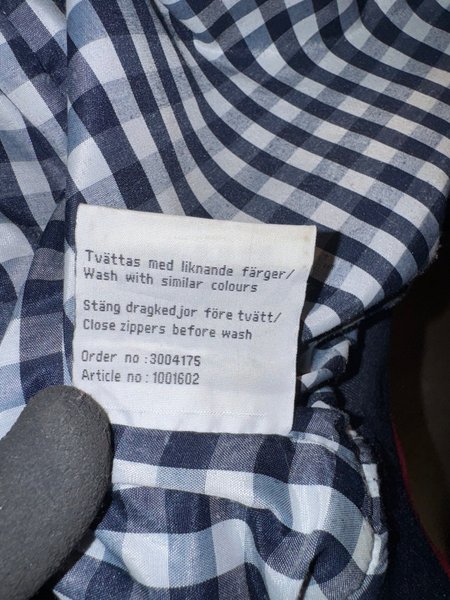 Tvättas med liknande färger/
Wash with similar colours
Stäng dragkedjor före tvätt/
Close zippers before wash
Order no :3004175
Article no : 1001602